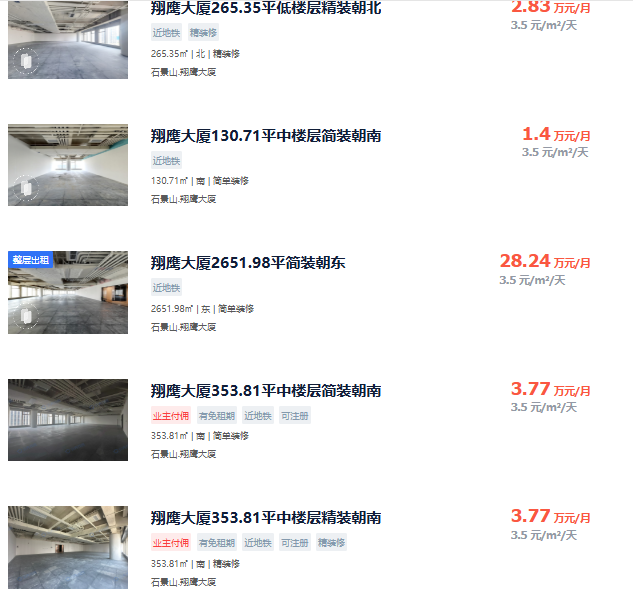 翔鹰大厦265.35平低楼层精装朝北
2.83 万元/月
3.5 元/m²/天
近地铁 精装修
265.35㎡ | 北 | 精装修
石景山.翔鹰大厦
翔鹰大厦130.71平中楼层简装朝南
1.4 万元/月
3.5 元/m²/天
近地铁
130.71㎡ | 南 | 简单装修
石景山.翔鹰大厦
整层出租
翔鹰大厦2651.98平简装朝东
28.24 万元/月
3.5 元/m²/天
近地铁
2651.98㎡ | 东 | 简单装修
石景山.翔鹰大厦
翔鹰大厦353.81平中楼层简装朝南
3.77 万元/月
3.5 元/m²/天
业主付佣 有免租期 近地铁 可注册
353.81㎡ | 南 | 简单装修
石景山.翔鹰大厦
翔鹰大厦353.81平中楼层精装朝南
3.77 万元/月
3.5 元/m²/天
业主付佣 有免租期 近地铁 可注册 精装修
353.81㎡ | 南 | 精装修
石景山.翔鹰大厦